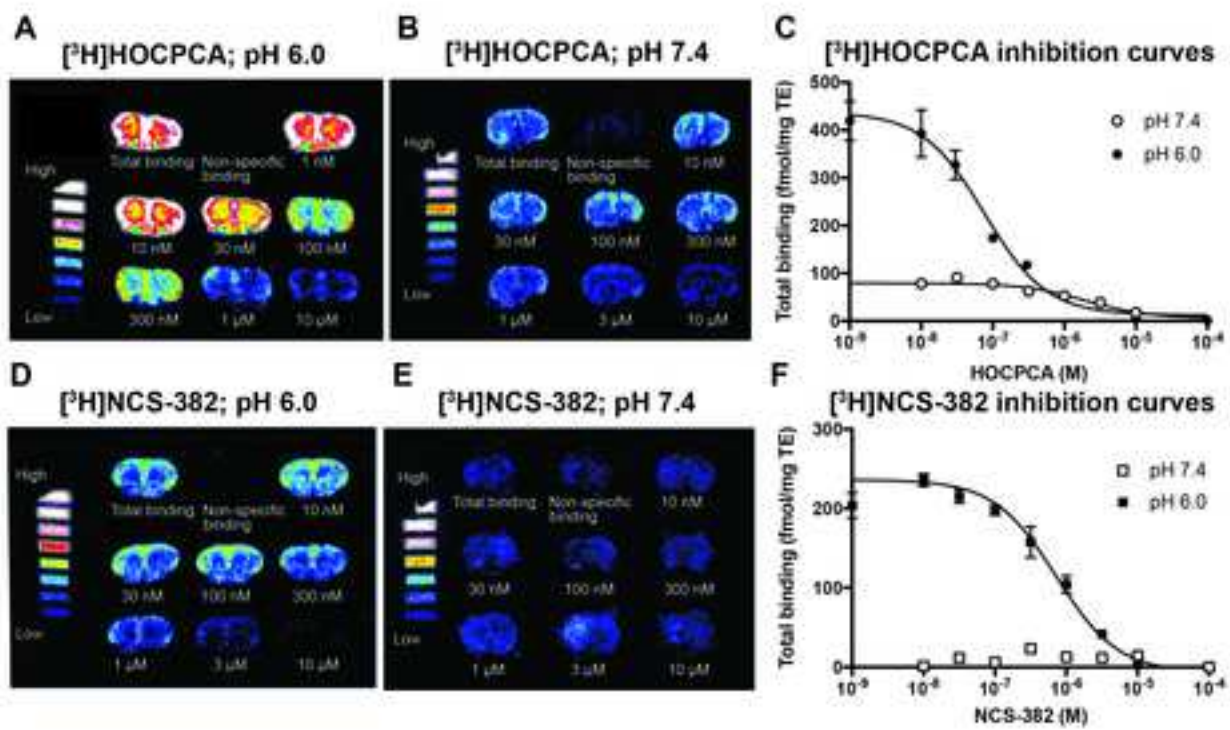 A
[³H]HOCPCA; pH 6.0
High
Total binding
Non-specific
binding
1 nM
10 nM
30 nM
100 nM
300 nM
1 µM
10 µM
Low
B
[³H]HOCPCA; pH 7.4
High
Total binding
Non-specific
binding
10 nM
30 nM
100 nM
300 nM
1 µM
3 µM
10 µM
Low
C
[³H]HOCPCA inhibition curves
Total binding (fmol/mg TE)
500
400
300
200
100
0
pH 7.4
pH 6.0
10⁻⁹ 10⁻⁸ 10⁻⁷ 10⁻⁶ 10⁻⁵ 10⁻⁴
HOCPCA (M)
D
[³H]NCS-382; pH 6.0
High
Total binding
Non-specific
binding
10 nM
30 nM
100 nM
300 nM
1 µM
3 µM
10 µM
Low
E
[³H]NCS-382; pH 7.4
High
Total binding
Non-specific
binding
10 nM
30 nM
100 nM
300 nM
1 µM
3 µM
10 µM
Low
F
[³H]NCS-382 inhibition curves
Total binding (fmol/mg TE)
300
200
100
0
pH 7.4
pH 6.0
10⁻⁹ 10⁻⁸ 10⁻⁷ 10⁻⁶ 10⁻⁵ 10⁻⁴
NCS-382 (M)